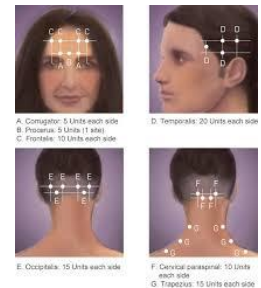 C C C C
A B A
D D
D
D D
A. Corrugator: 5 Units each side
B. Procerus: 5 Units (1 site)
C. Frontalis: 10 Units each side
D. Temporalis: 20 Units each side
E E E E
E E
F F
F F
G G
G G
G G
E. Occipitalis: 15 Units each side
F. Cervical paraspinal: 10 Units
each side
G. Trapezius: 15 Units each side